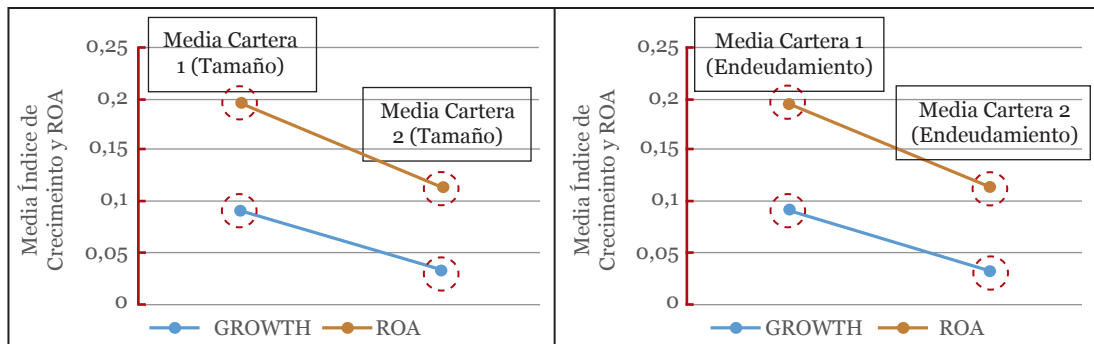 Media Índice de
Crecimeinto y ROA
0,25
0,2
0,15
0,1
0,05
0
Media Cartera
1 (Tamaño)
Media Cartera
2 (Tamaño)
GROWTH
ROA
Media Índice de
Crecimeinto y ROA
0,25
0,2
0,15
0,1
0,05
0
Media Cartera 1
(Endeudamiento)
Media Cartera 2
(Endeudamiento)
GROWTH
ROA